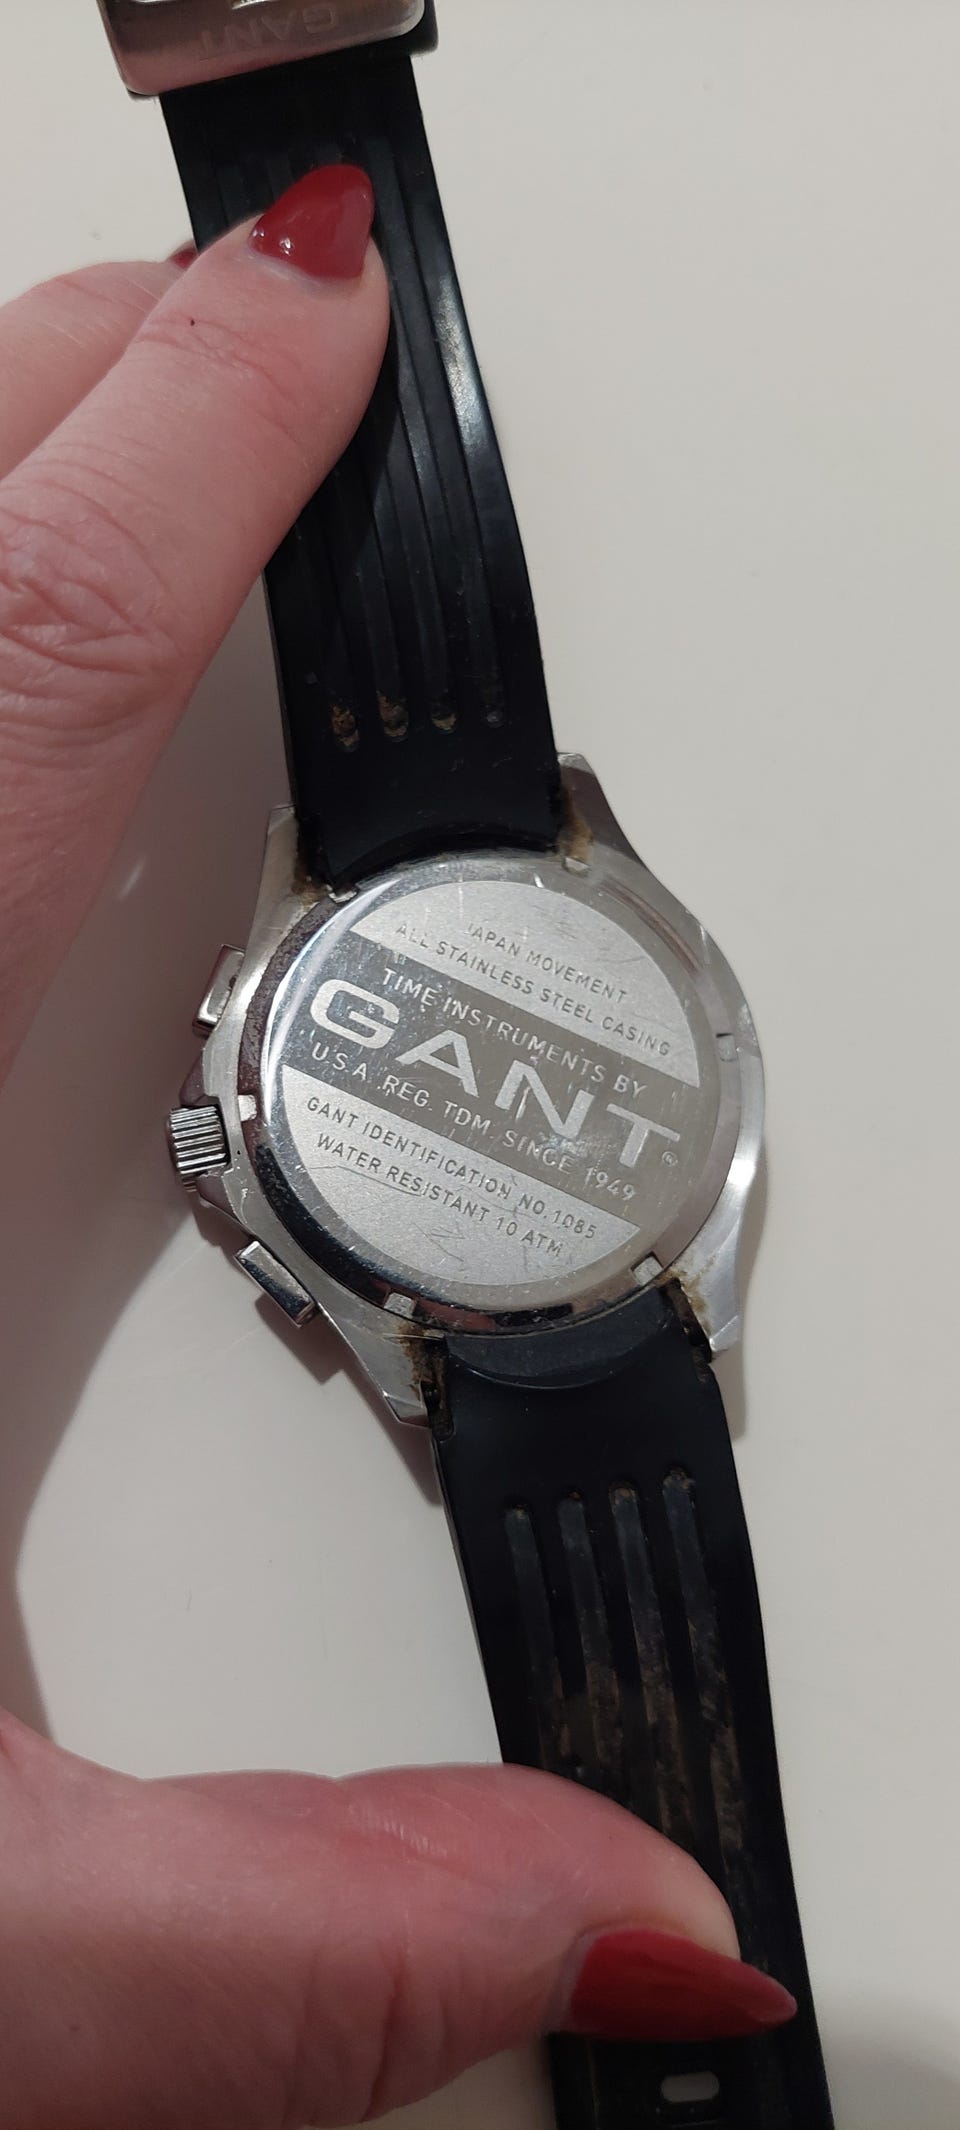 GANT
JAPAN MOVEMENT
ALL STAINLESS STEEL CASING
TIME INSTRUMENTS BY
GANT®
U.S.A. REG. TDM. SINCE 1949
GANT IDENTIFICATION NO.1085
WATER RESISTANT 10 ATM